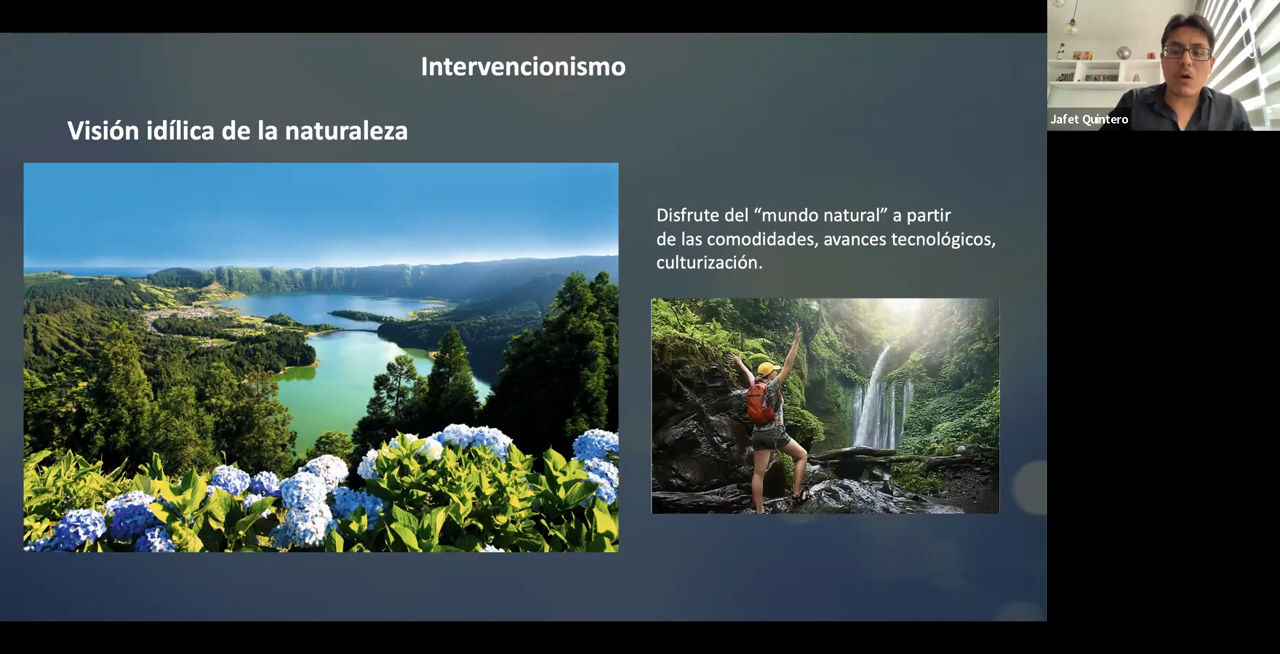 Intervencionismo
Visión idílica de la naturaleza
Disfrute del “mundo natural” a partir
de las comodidades, avances tecnológicos,
culturización.
Jafet Quintero